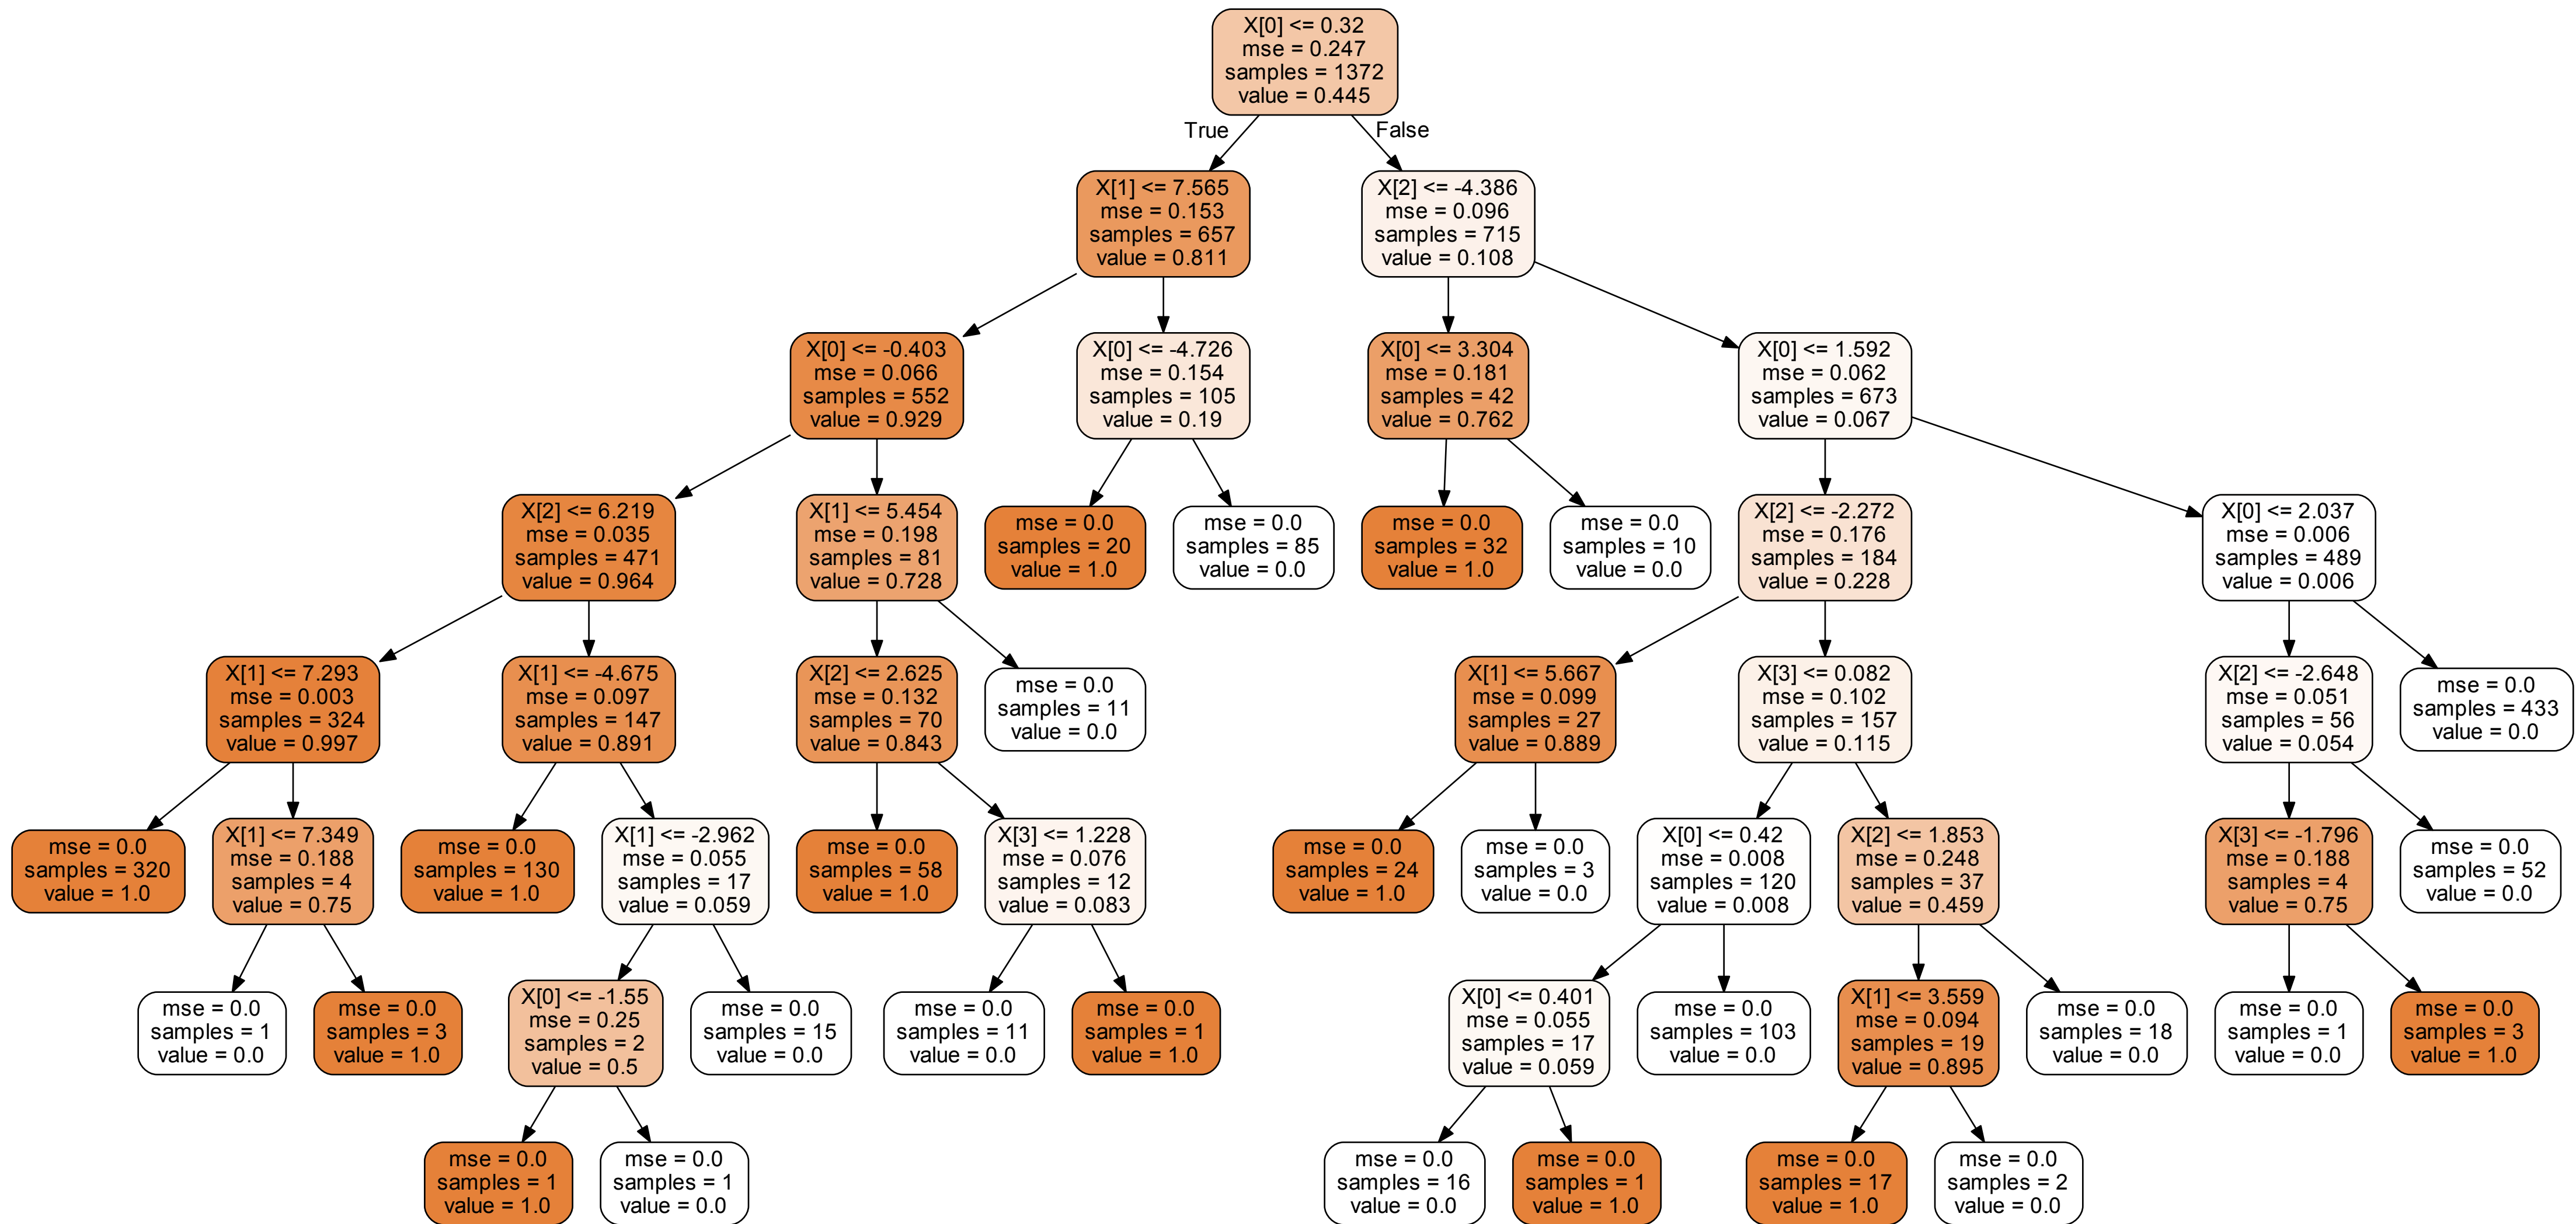 X[0] <= 0.32
mse = 0.247
samples = 1372
value = 0.445
True
False
X[1] <= 7.565
mse = 0.153
samples = 657
value = 0.811
X[2] <= -4.386
mse = 0.096
samples = 715
value = 0.108
X[0] <= -0.403
mse = 0.066
samples = 552
value = 0.929
X[0] <= -4.726
mse = 0.154
samples = 105
value = 0.19
X[0] <= 3.304
mse = 0.181
samples = 42
value = 0.762
X[0] <= 1.592
mse = 0.062
samples = 673
value = 0.067
X[2] <= 6.219
mse = 0.035
samples = 471
value = 0.964
X[1] <= 5.454
mse = 0.198
samples = 81
value = 0.728
mse = 0.0
samples = 20
value = 1.0
mse = 0.0
samples = 85
value = 0.0
mse = 0.0
samples = 32
value = 1.0
mse = 0.0
samples = 10
value = 0.0
X[2] <= -2.272
mse = 0.176
samples = 184
value = 0.228
X[0] <= 2.037
mse = 0.006
samples = 489
value = 0.006
X[1] <= 7.293
mse = 0.003
samples = 324
value = 0.997
X[1] <= -4.675
mse = 0.097
samples = 147
value = 0.891
X[2] <= 2.625
mse = 0.132
samples = 70
value = 0.843
mse = 0.0
samples = 11
value = 0.0
X[1] <= 5.667
mse = 0.099
samples = 27
value = 0.889
X[3] <= 0.082
mse = 0.102
samples = 157
value = 0.115
X[2] <= -2.648
mse = 0.051
samples = 56
value = 0.054
mse = 0.0
samples = 433
value = 0.0
mse = 0.0
samples = 320
value = 1.0
X[1] <= 7.349
mse = 0.188
samples = 4
value = 0.75
mse = 0.0
samples = 130
value = 1.0
X[1] <= -2.962
mse = 0.055
samples = 17
value = 0.059
mse = 0.0
samples = 58
value = 1.0
X[3] <= 1.228
mse = 0.076
samples = 12
value = 0.083
mse = 0.0
samples = 24
value = 1.0
mse = 0.0
samples = 3
value = 0.0
X[0] <= 0.42
mse = 0.008
samples = 120
value = 0.008
X[2] <= 1.853
mse = 0.248
samples = 37
value = 0.459
X[3] <= -1.796
mse = 0.188
samples = 4
value = 0.75
mse = 0.0
samples = 52
value = 0.0
mse = 0.0
samples = 1
value = 0.0
mse = 0.0
samples = 3
value = 1.0
X[0] <= -1.55
mse = 0.25
samples = 2
value = 0.5
mse = 0.0
samples = 15
value = 0.0
mse = 0.0
samples = 11
value = 0.0
mse = 0.0
samples = 1
value = 1.0
X[0] <= 0.401
mse = 0.055
samples = 17
value = 0.059
mse = 0.0
samples = 103
value = 0.0
X[1] <= 3.559
mse = 0.094
samples = 19
value = 0.895
mse = 0.0
samples = 18
value = 0.0
mse = 0.0
samples = 1
value = 0.0
mse = 0.0
samples = 3
value = 1.0
mse = 0.0
samples = 1
value = 1.0
mse = 0.0
samples = 1
value = 0.0
mse = 0.0
samples = 16
value = 0.0
mse = 0.0
samples = 1
value = 1.0
mse = 0.0
samples = 17
value = 1.0
mse = 0.0
samples = 2
value = 0.0